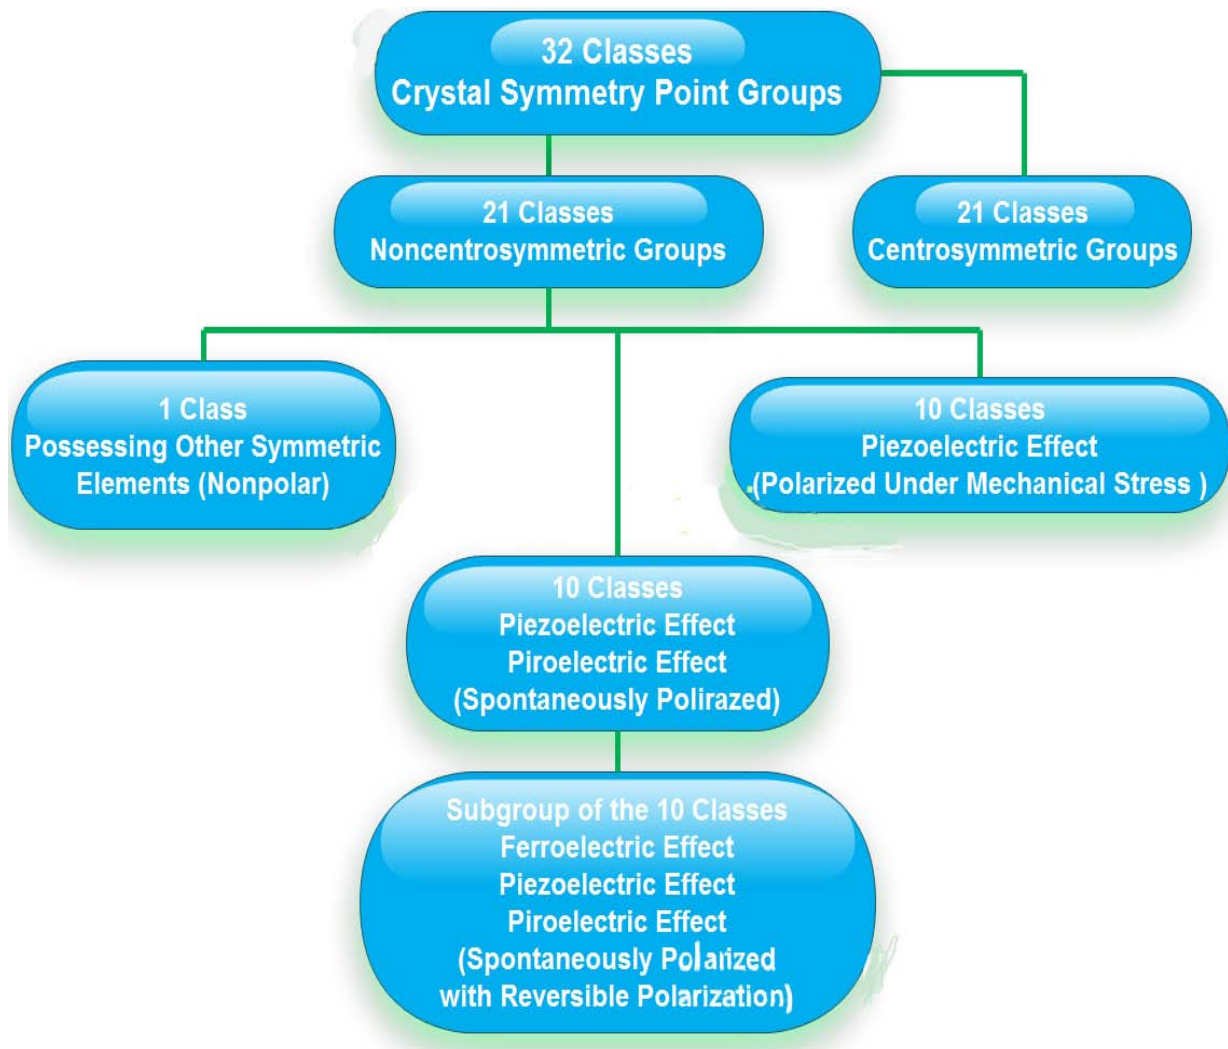 32 Classes
Crystal Symmetry Point Groups
21 Classes
Noncentrosymmetric Groups
21 Classes
Centrosymmetric Groups
1 Class
Possessing Other Symmetric
Elements (Nonpolar)
10 Classes
Piezoelectric Effect
(Polarized Under Mechanical Stress )
10 Classes
Piezoelectric Effect
Piroelectric Effect
(Spontaneously Polirazed)
Subgroup of the 10 Classes
Ferroelectric Effect
Piezoelectric Effect
Piroelectric Effect
(Spontaneously Polarized
with Reversible Polarization)